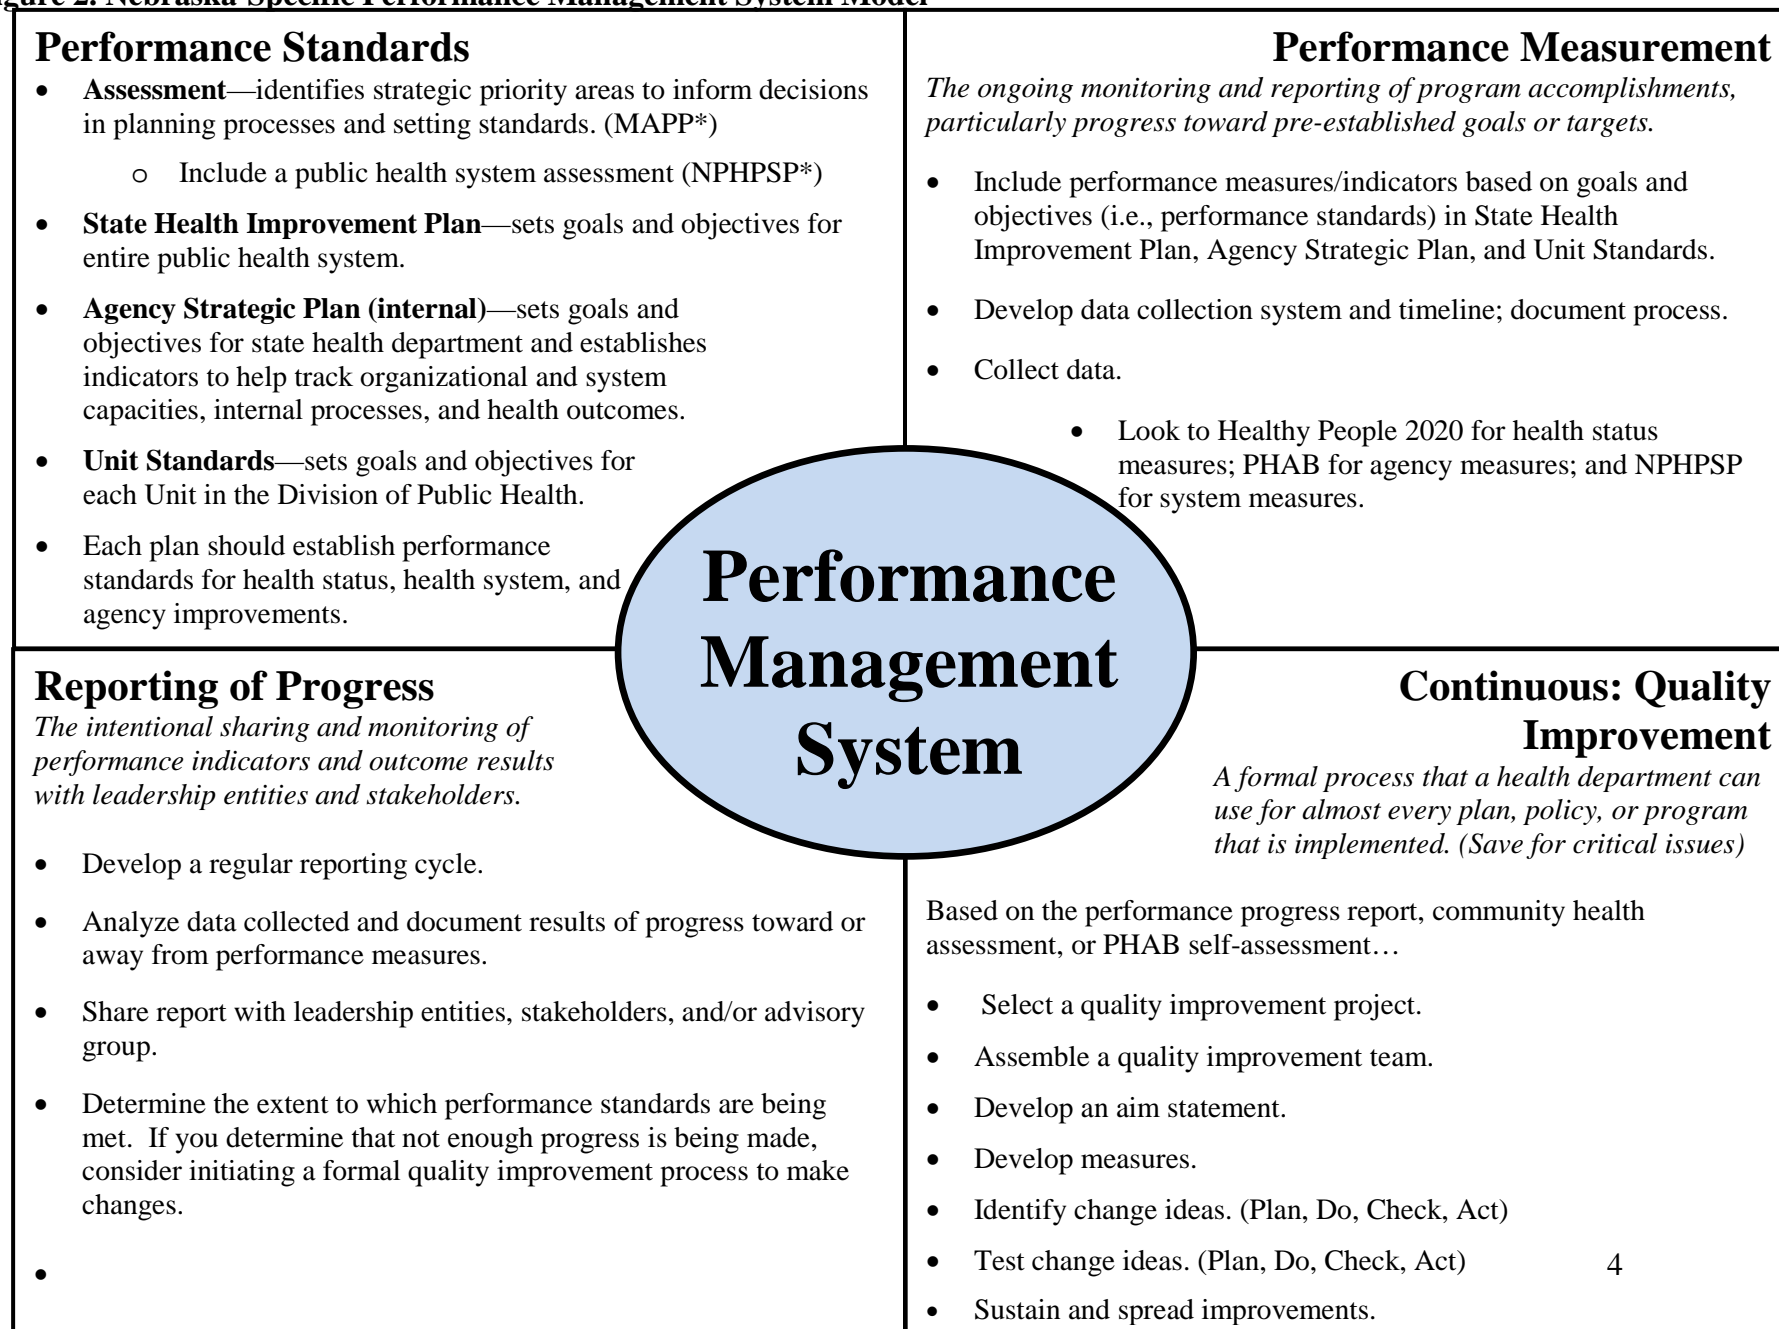 gure 2. Nebraska-Specific Performance Management System Model
Performance Standards
• Assessment—identifies strategic priority areas to inform decisions
in planning processes and setting standards. (MAPP*)
o Include a public health system assessment (NPHPSP*)
• State Health Improvement Plan—sets goals and objectives for
entire public health system.
• Agency Strategic Plan (internal)—sets goals and
objectives for state health department and establishes
indicators to help track organizational and system
capacities, internal processes, and health outcomes.
• Unit Standards—sets goals and objectives for
each Unit in the Division of Public Health.
• Each plan should establish performance
standards for health status, health system, and
agency improvements.
Performance Measurement
The ongoing monitoring and reporting of program accomplishments,
particularly progress toward pre-established goals or targets.
• Include performance measures/indicators based on goals and
objectives (i.e., performance standards) in State Health
Improvement Plan, Agency Strategic Plan, and Unit Standards.
• Develop data collection system and timeline; document process.
• Collect data.
• Look to Healthy People 2020 for health status
measures; PHAB for agency measures; and NPHPSP
for system measures.
Performance
Management
System
Reporting of Progress
The intentional sharing and monitoring of
performance indicators and outcome results
with leadership entities and stakeholders.
• Develop a regular reporting cycle.
• Analyze data collected and document results of progress toward or
away from performance measures.
• Share report with leadership entities, stakeholders, and/or advisory
group.
• Determine the extent to which performance standards are being
met.  If you determine that not enough progress is being made,
consider initiating a formal quality improvement process to make
changes.
•
Continuous: Quality
Improvement
A formal process that a health department can
use for almost every plan, policy, or program
that is implemented. (Save for critical issues)
Based on the performance progress report, community health
assessment, or PHAB self-assessment…
• Select a quality improvement project.
• Assemble a quality improvement team.
• Develop an aim statement.
• Develop measures.
• Identify change ideas. (Plan, Do, Check, Act)
• Test change ideas. (Plan, Do, Check, Act)
4
• Sustain and spread improvements.